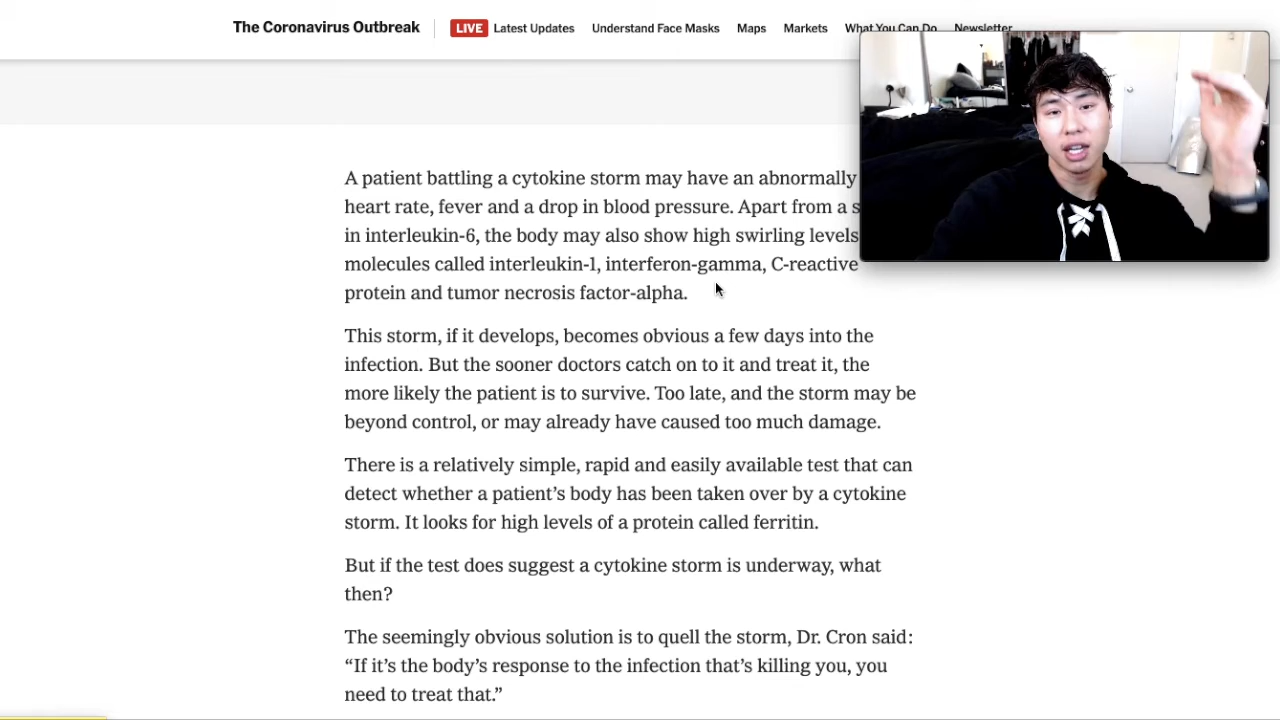 The Coronavirus Outbreak LIVE Latest Updates Understand Face Masks Maps Markets What You Can Do Newsletter
A patient battling a cytokine storm may have an abnormally
heart rate, fever and a drop in blood pressure. Apart from a
in interleukin-6, the body may also show high swirling levels
molecules called interleukin-1, interferon-gamma, C-reactive
protein and tumor necrosis factor-alpha.
This storm, if it develops, becomes obvious a few days into the
infection. But the sooner doctors catch on to it and treat it, the
more likely the patient is to survive. Too late, and the storm may be
beyond control, or may already have caused too much damage.
There is a relatively simple, rapid and easily available test that can
detect whether a patient’s body has been taken over by a cytokine
storm. It looks for high levels of a protein called ferritin.
But if the test does suggest a cytokine storm is underway, what
then?
The seemingly obvious solution is to quell the storm, Dr. Cron said:
“If it’s the body’s response to the infection that’s killing you, you
need to treat that.”